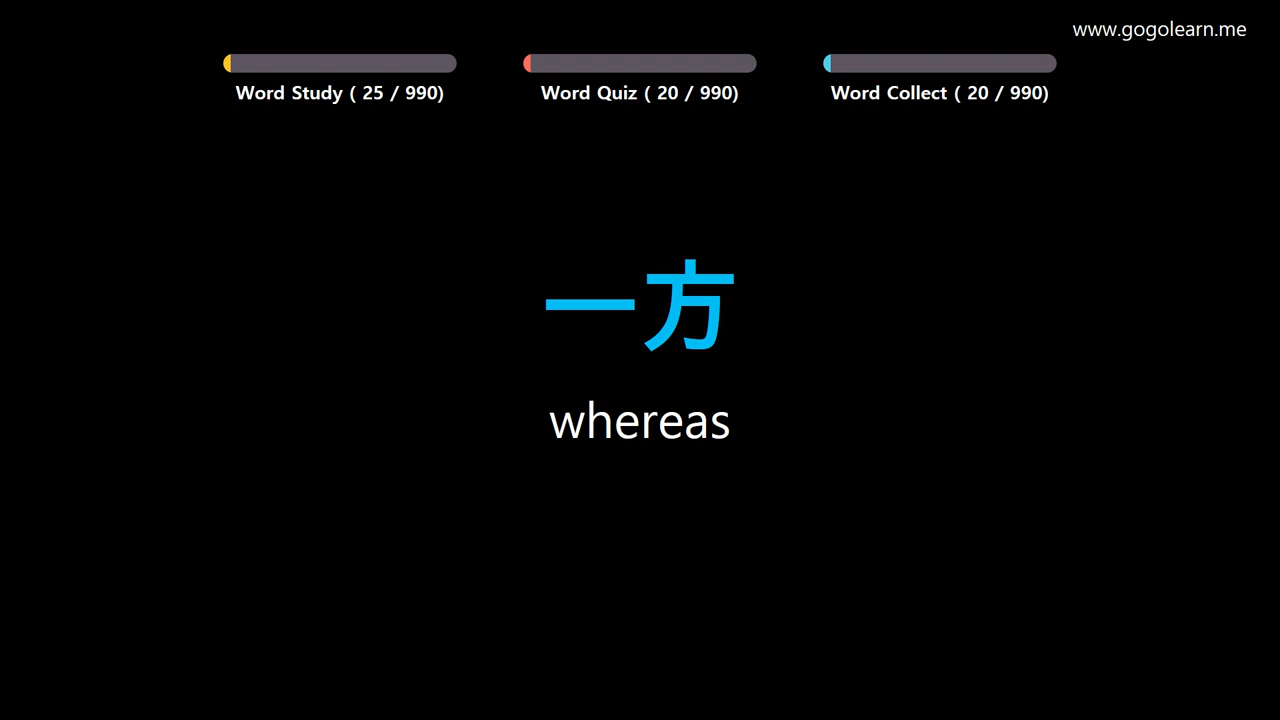 www.gogolearn.me
Word Study ( 25 / 990)
Word Quiz ( 20 / 990)
Word Collect ( 20 / 990)
一方
whereas